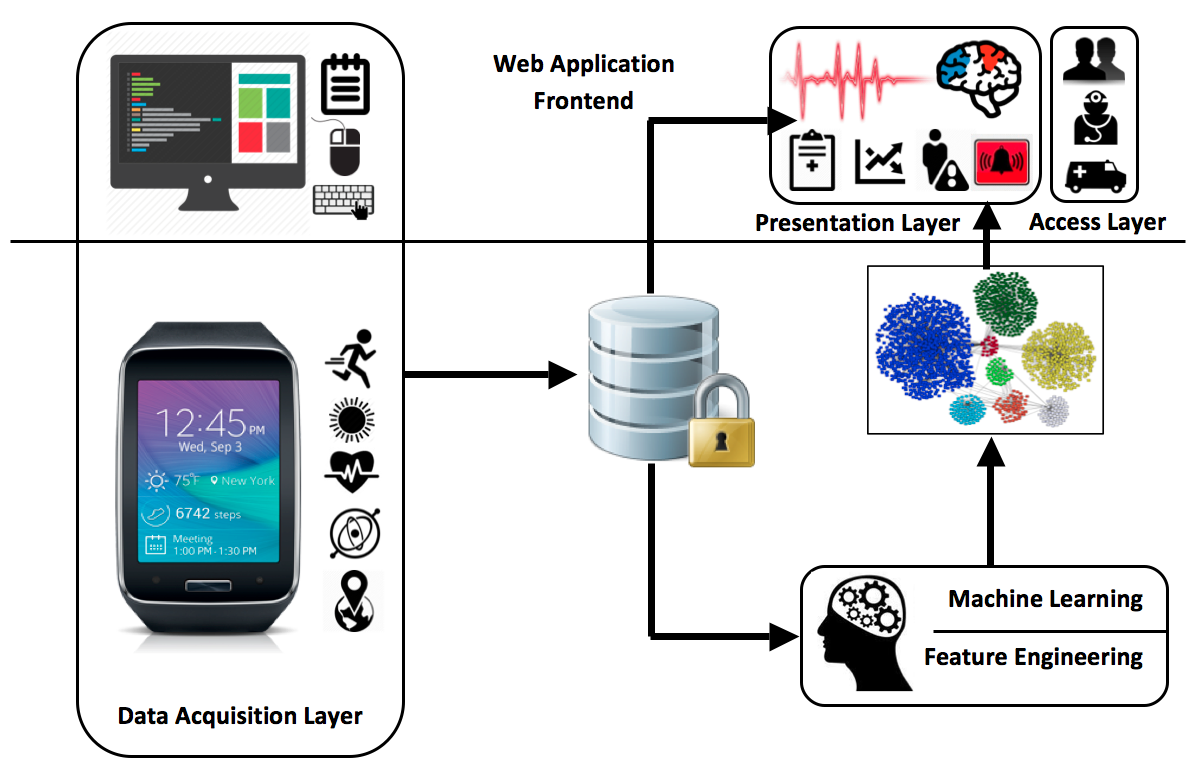 Web Application
Frontend
Presentation Layer
Access Layer
12:45 PM
Wed, Sep 3
75°F New York
6742 steps
Meeting
1:00 PM - 1:30 PM
Data Acquisition Layer
Machine Learning
Feature Engineering